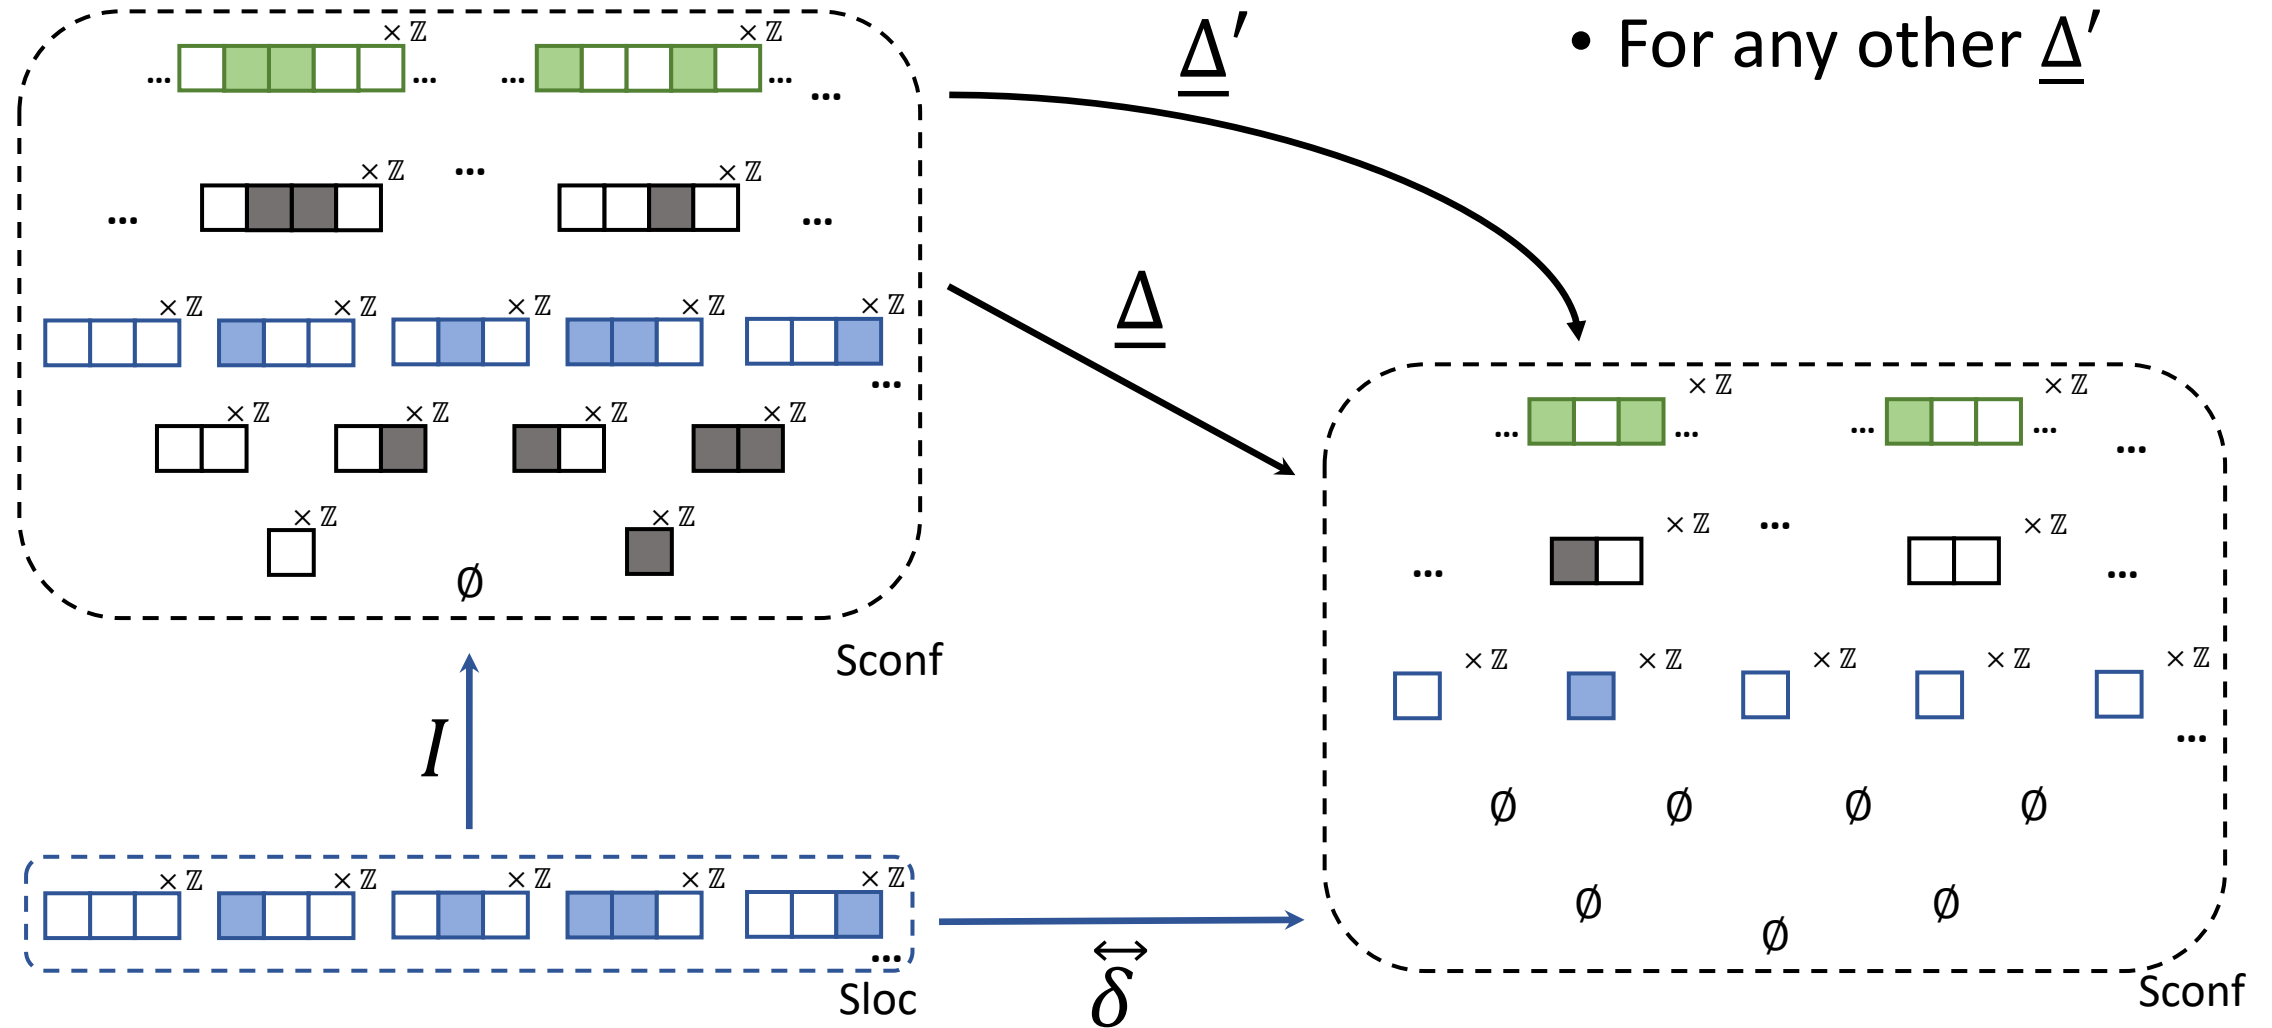 × ℤ × ℤ
... ... ... ... ...
Δ′
• For any other Δ′
× ℤ ... × ℤ
... ...
× ℤ × ℤ × ℤ × ℤ × ℤ
...
Δ
× ℤ × ℤ × ℤ × ℤ
× ℤ × ℤ
∅
Sconf
I
× ℤ × ℤ × ℤ × ℤ × ℤ
...
Sloc
δ
× ℤ × ℤ
... ... ... ... ...
× ℤ ... × ℤ
... ...
× ℤ × ℤ × ℤ × ℤ × ℤ
...
∅ ∅ ∅ ∅
∅ ∅
∅
Sconf